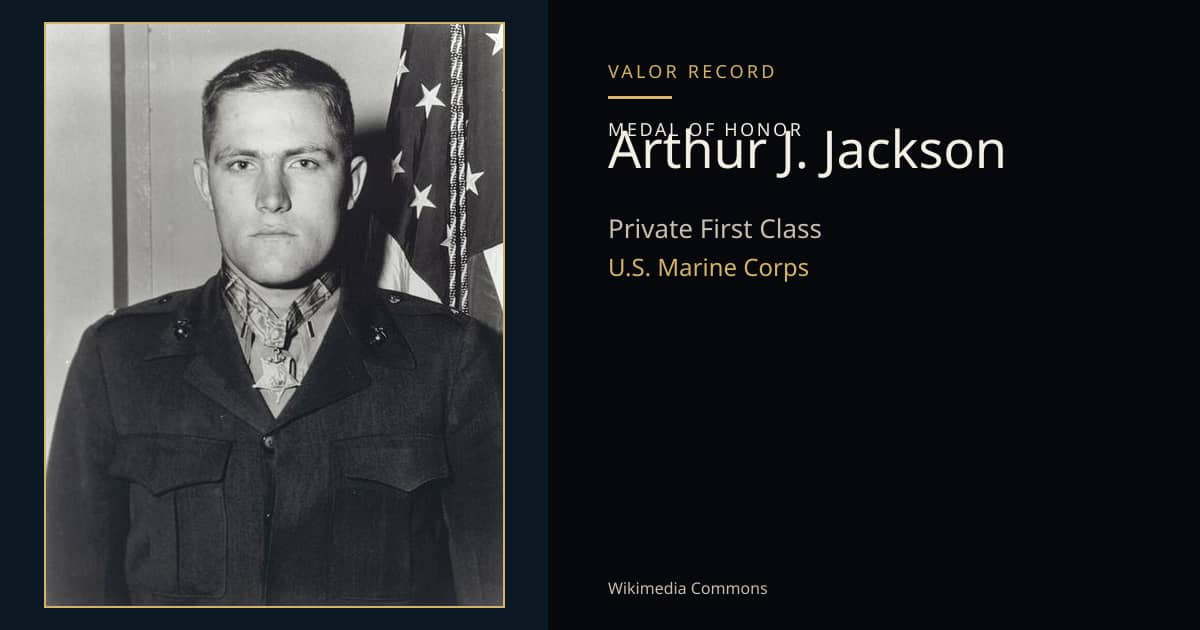 VALOR RECORD
MEDAL OF HONOR
Arthur J. Jackson
Private First Class
U.S. Marine Corps
Wikimedia Commons